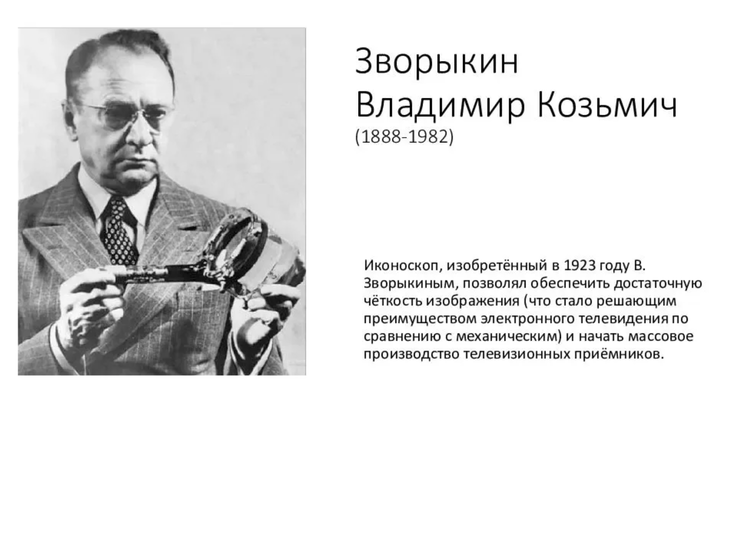 Зворыкин
Владимир Козьмич
(1888-1982)
Иконоскоп, изобретённый в 1923 году В.
Зворыкиным, позволял обеспечить достаточную
чёткость изображения (что стало решающим
преимуществом электронного телевидения по
сравнению с механическим) и начать массовое
производство телевизионных приёмников.